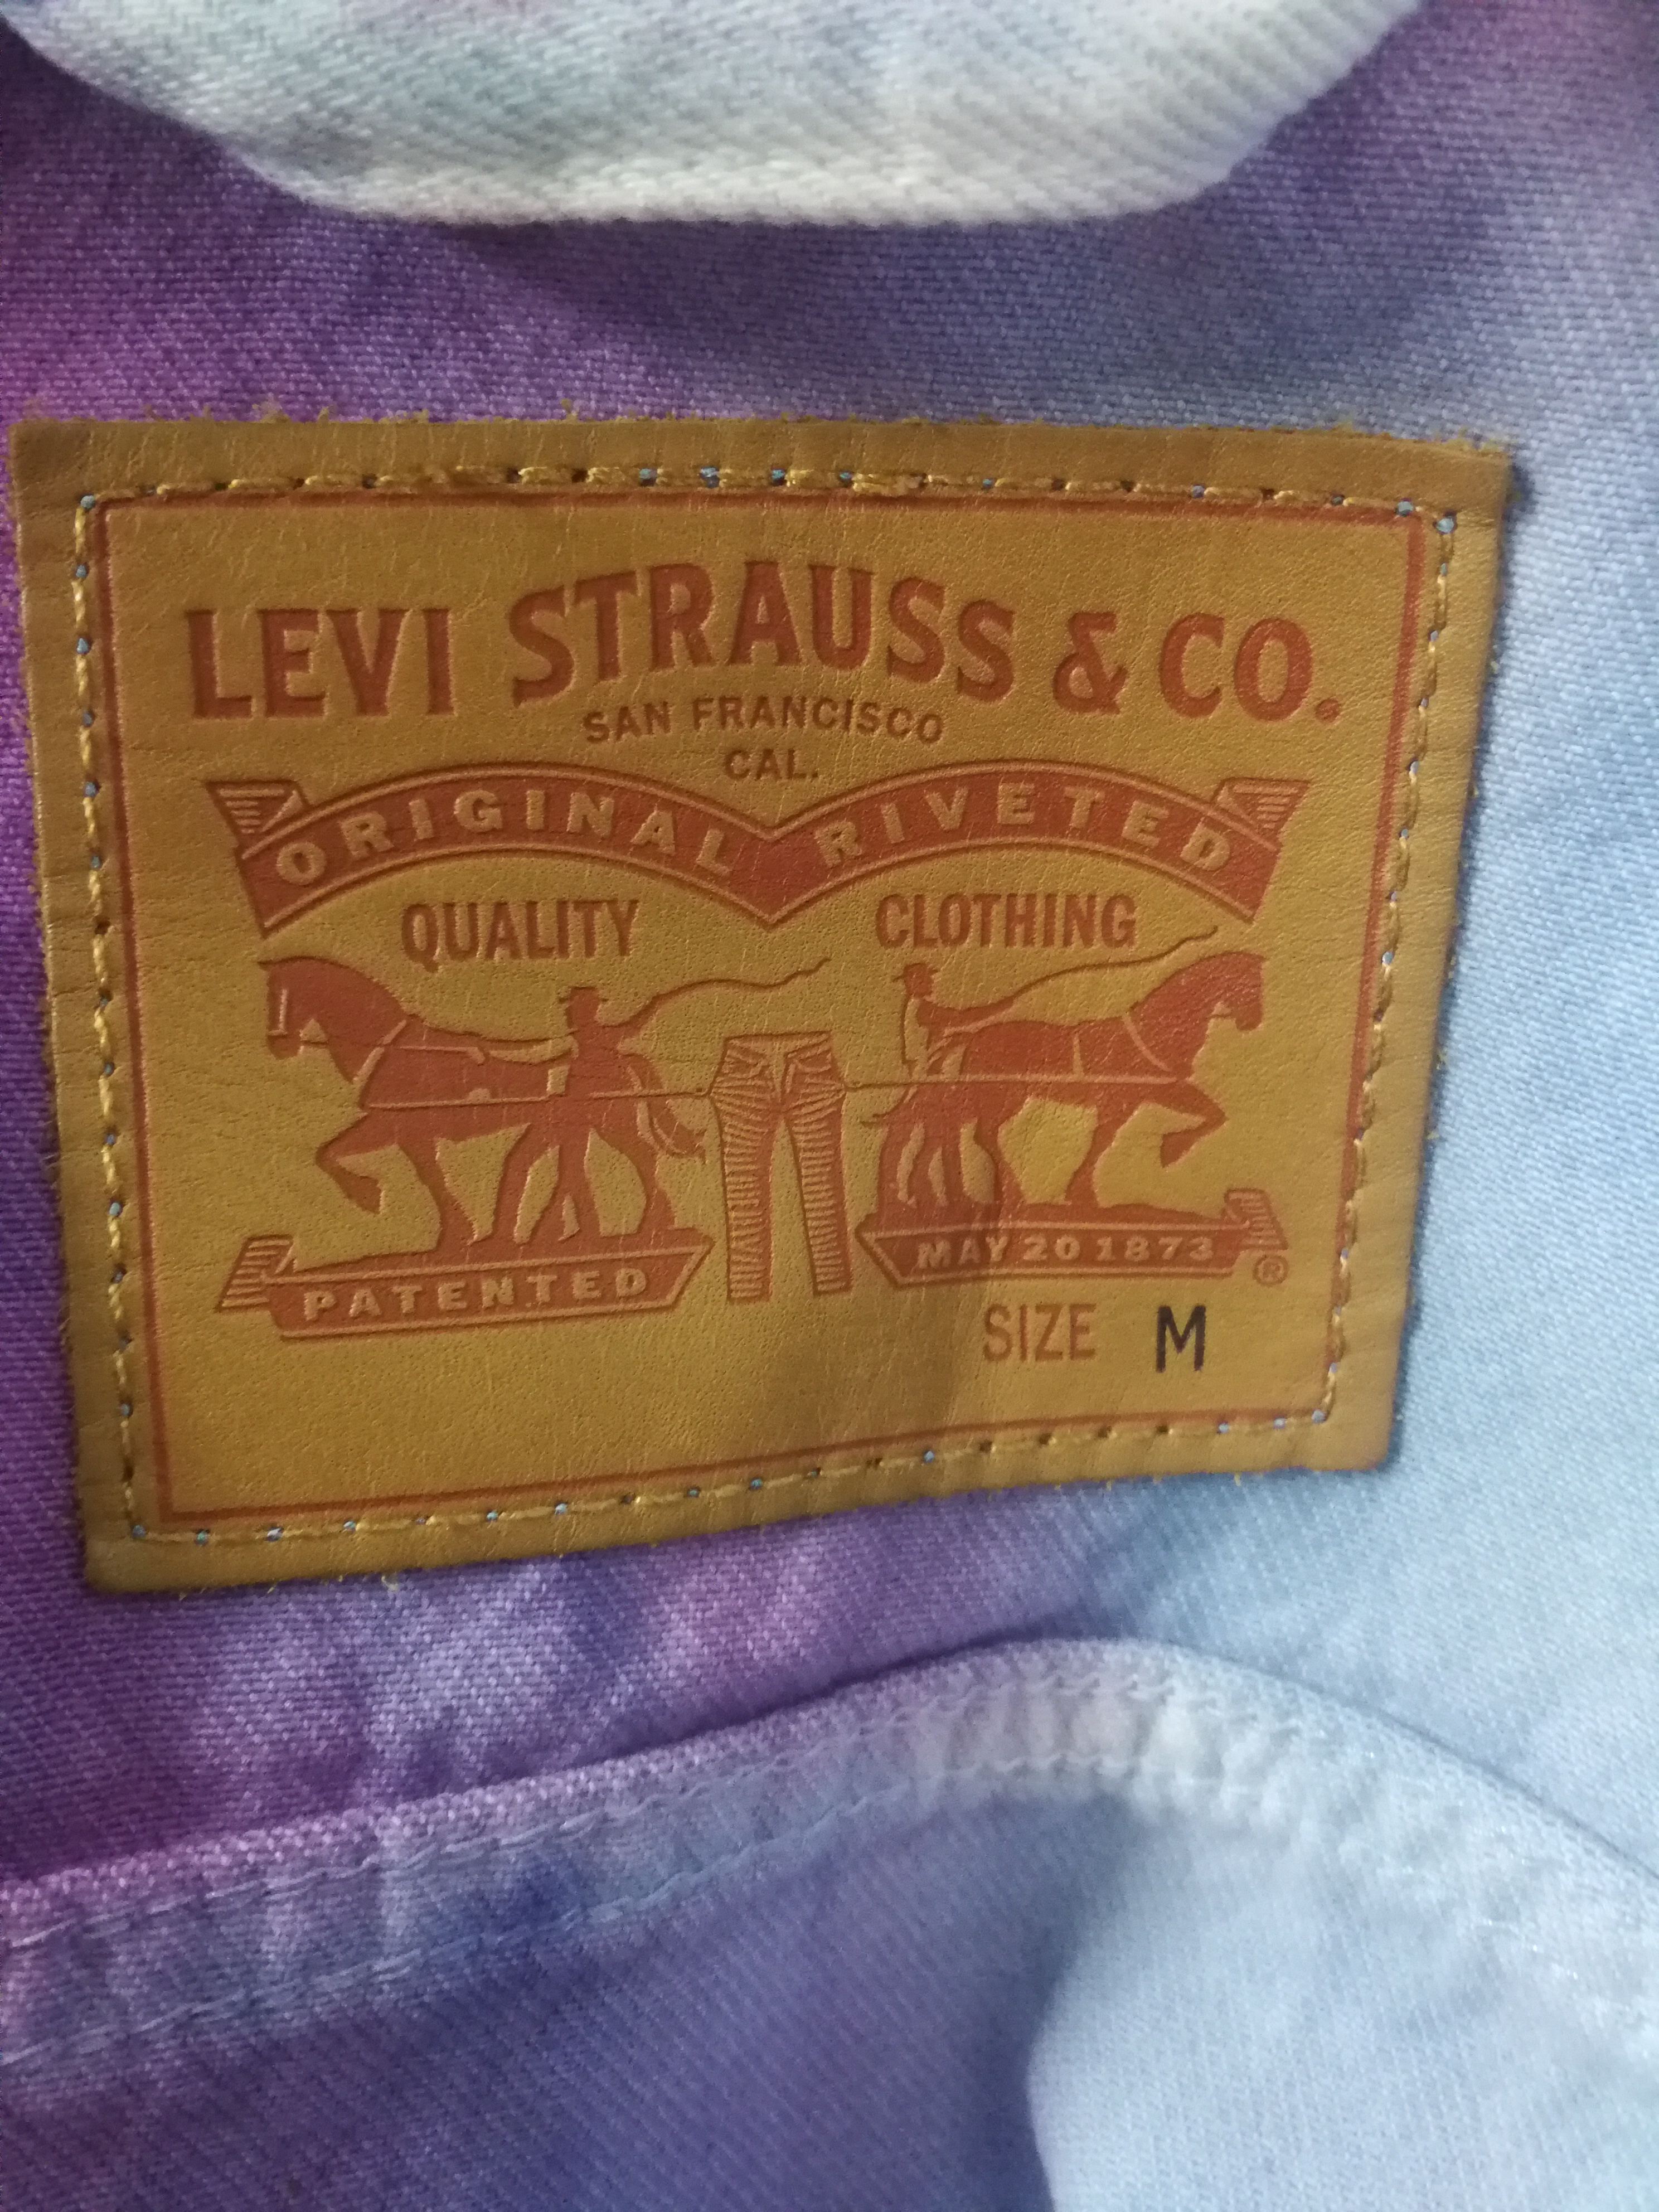 LEVI STRAUSS & CO.
SAN FRANCISCO
CAL.
ORIGINAL RIVETED
QUALITY CLOTHING
PATENTED MAY 20 1873 ®
SIZE M